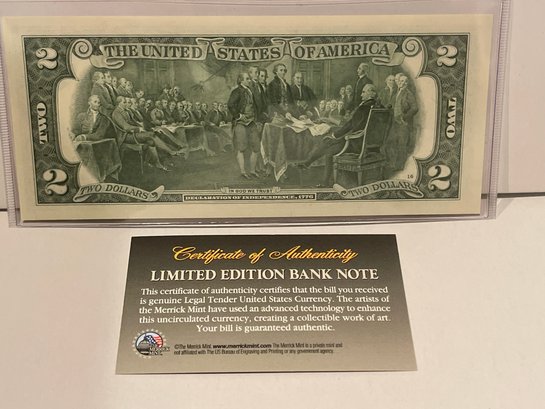 THE UNITED STATES OF AMERICA
2
2
TWO
TWO
2
2
TWO DOLLARS
IN GOD WE TRUST
TWO DOLLARS
16
DECLARATION OF INDEPENDENCE, 1776
Certificate of Authenticity
LIMITED EDITION BANK NOTE
This certificate of authenticity certifies that the bill you received
is genuine Legal Tender United States Currency. The artists of
the Merrick Mint have used an advanced technology to enhance
this uncirculated currency, creating a collectible work of art.
Your bill is guaranteed authentic.
©The Merrick Mint. www.merrickmint.com The Merrick Mint is a private mint and
not affiliated with The US Bureau of Engraving and Printing or any government agency.